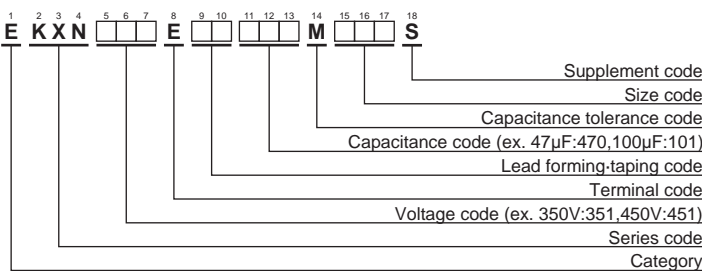 1 2 3 4 5 6 7 8 9 10 11 12 13 14 15 16 17 18
E KXN E M S
Supplement code
Size code
Capacitance tolerance code
Capacitance code (ex. 47µF:470,100µF:101)
Lead forming·taping code
Terminal code
Voltage code (ex. 350V:351,450V:451)
Series code
Category